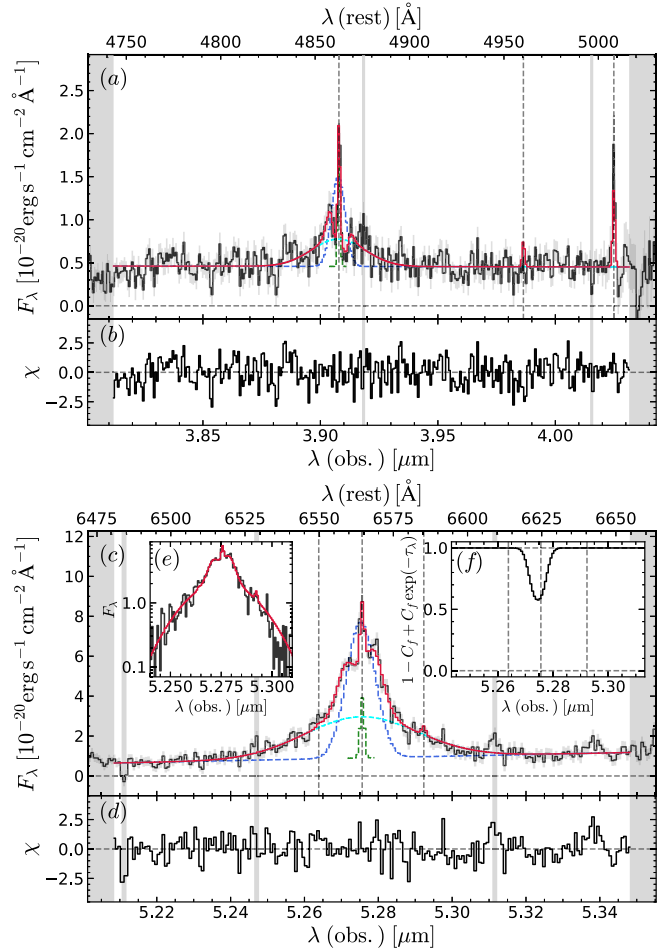 λ (rest) [Å]
4750 4800 4850 4900 4950 5000
(a)
2.5
2.0
1.5
1.0
0.5
0.0
F_λ [10⁻²⁰ erg s⁻¹ cm⁻² Å⁻¹]
(b)
2.5
0.0
−2.5
χ
3.85 3.90 3.95 4.00
λ (obs.) [μm]
λ (rest) [Å]
6475 6500 6525 6550 6575 6600 6625 6650
(c)
12
10
8
6
4
2
0
F_λ [10⁻²⁰ erg s⁻¹ cm⁻² Å⁻¹]
(e)
F_λ
1.0
0.1
5.250 5.275 5.300
λ (obs.) [μm]
(f)
1 − C_f + C_f exp(−τ_λ)
1.0
0.5
0.0
5.26 5.28 5.30
λ (obs.) [μm]
(d)
2.5
0.0
−2.5
χ
5.22 5.24 5.26 5.28 5.30 5.32 5.34
λ (obs.) [μm]